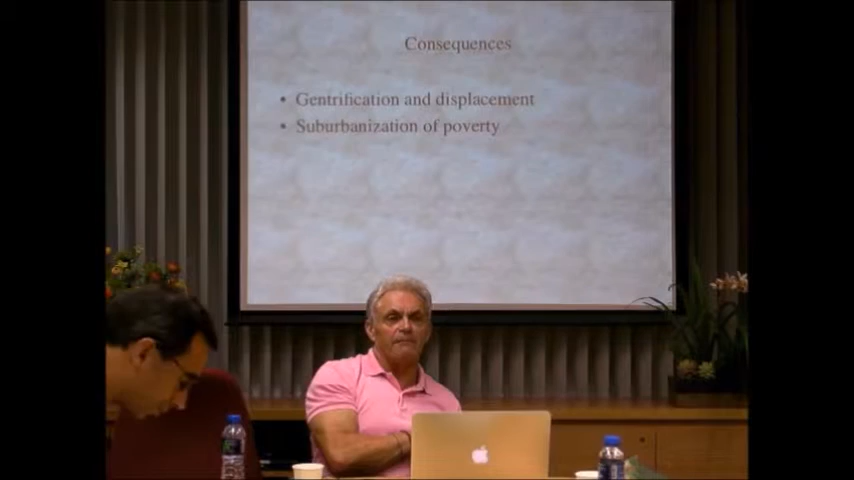 Consequences
• Gentrification and displacement
• Suburbanization of poverty